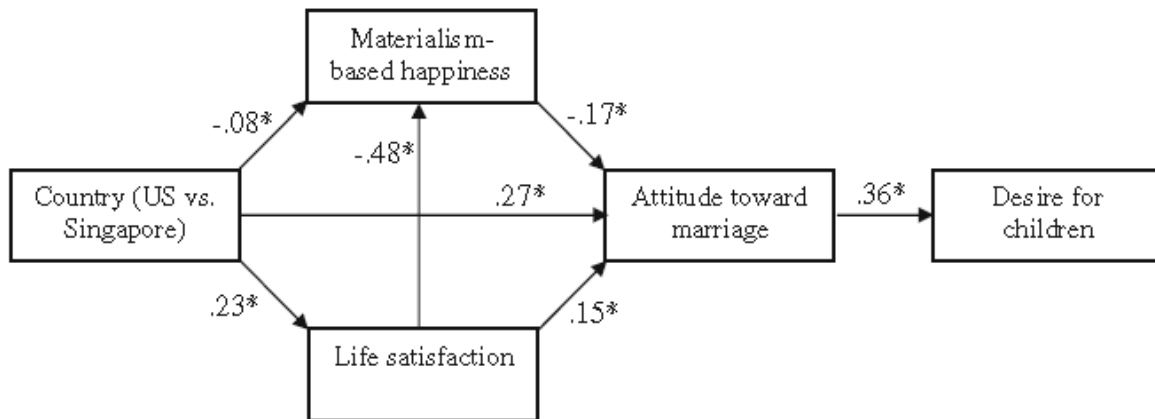 Materialism-
based happiness
-.08*
-.17*
-.48*
Country (US vs.
Singapore)
.27*
Attitude toward
marriage
.36*
Desire for
children
.23*
.15*
Life satisfaction